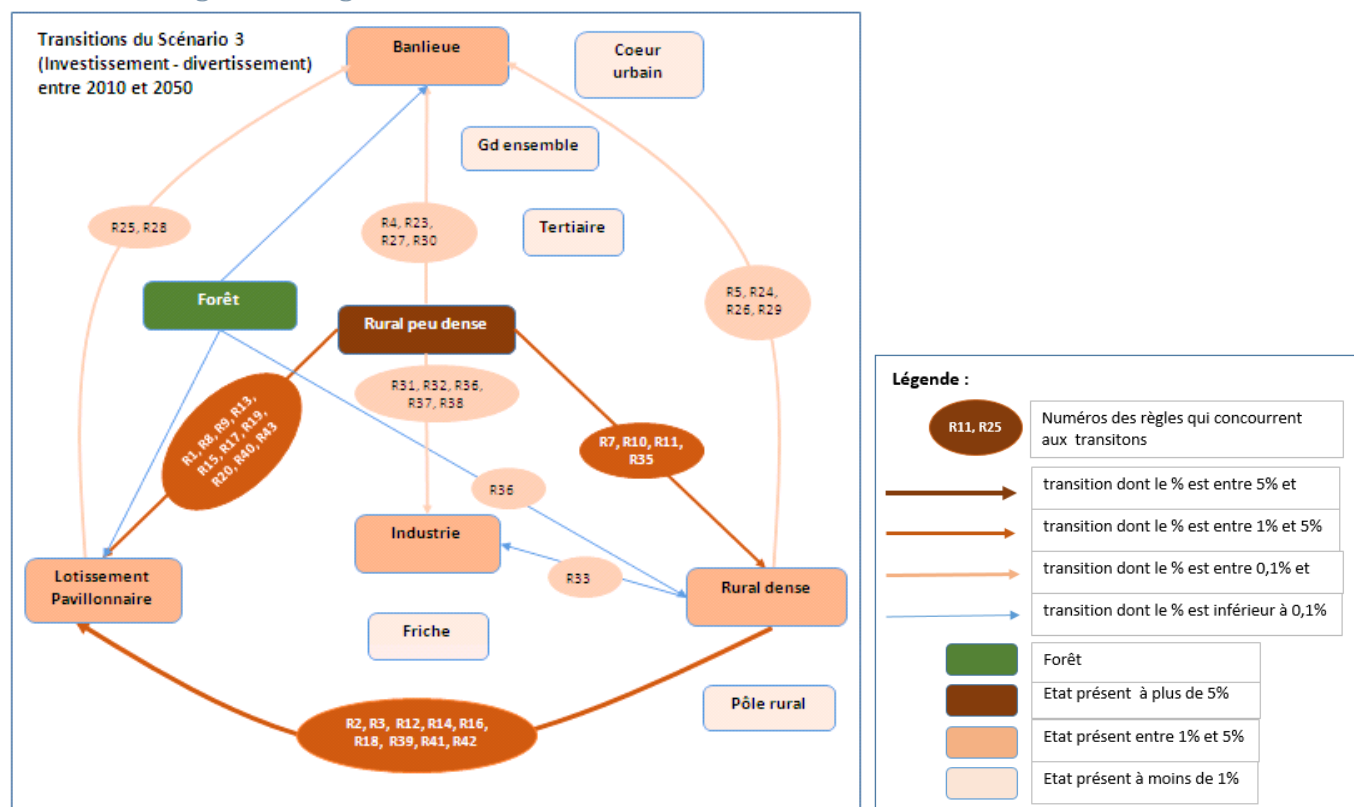 Transitions du Scénario 3
(Investissement - divertissement)
entre 2010 et 2050
Banlieue
Coeur
urbain
Gd ensemble
Tertiaire
R25, R28
R4, R23,
R27, R30
R5, R24,
R26, R29
Forêt
Rural peu dense
R31, R32, R36,
R37, R38
R1, R8, R9, R13,
R15, R17, R19,
R20, R40, R43
R7, R10, R11,
R35
R36
Industrie
R33
Lotissement
Pavillonnaire
Rural dense
Friche
Pôle rural
R2, R3, R12, R14, R16,
R18, R39, R41, R42
Légende :
R11, R25
Numéros des règles qui concourrent
aux transitons
transition dont le % est entre 5% et
transition dont le % est entre 1% et 5%
transition dont le % est entre 0,1% et
transition dont le % est inférieur à 0,1%
Forêt
Etat présent à plus de 5%
Etat présent entre 1% et 5%
Etat présent à moins de 1%